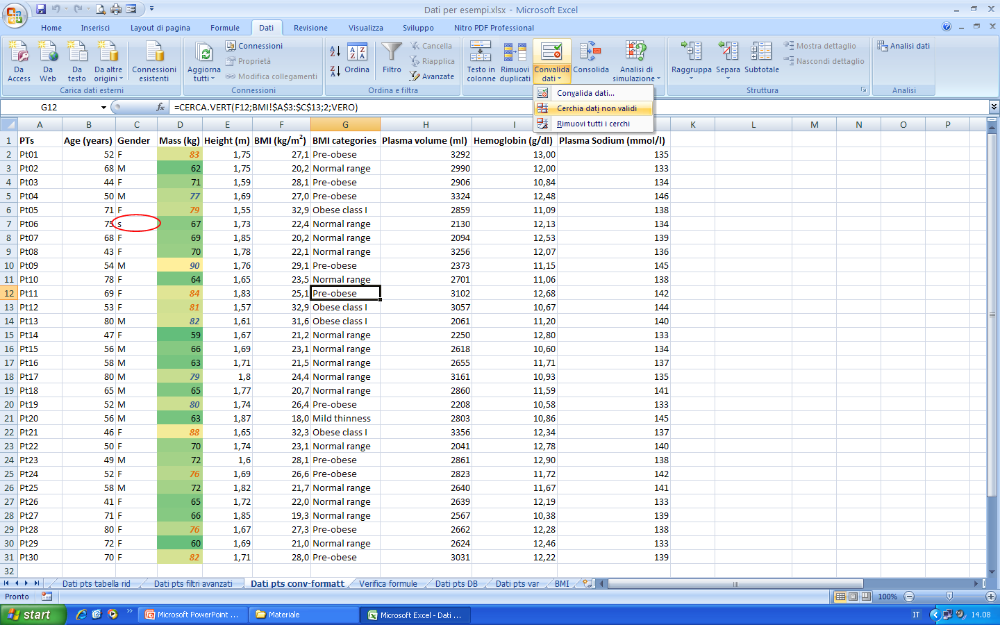 Dati per esempi.xlsx - Microsoft Excel
Home Inserisci Layout di pagina Formule Dati Revisione Visualizza Sviluppo Nitro PDF Professional
Da Access
Da Web
Da testo
Da altre origini
Connessioni esistenti
Carica dati esterni
Aggiorna tutti
Connessioni
Proprietà
Modifica collegamenti
Connessioni
Ordina
Filtro
Cancella
Riapplica
Avanzate
Ordina e filtra
Testo in colonne
Rimuovi duplicati
Convalida dati
Consolida
Analisi di simulazione
Raggruppa
Separa
Subtotale
Mostra dettaglio
Nascondi dettaglio
Struttura
Analisi dati
Analisi
Convalida dati...
Cerchia dati non validi
Rimuovi tutti i cerchi
G12 fx =CERCA.VERT(F12;BMI!$A$3:$C$13;2;VERO)
A B C D E F G H I K L M N O P
1 PTs Age (years) Gender Mass (kg) Height (m) BMI (kg/m²) BMI categories Plasma volume (ml) Hemoglobin (g/dl) Plasma Sodium (mmol/l)
2 Pt01 52 F 83 1,75 27,1 Pre-obese 3292 13,00 135
3 Pt02 68 M 62 1,75 20,2 Normal range 2990 12,00 133
4 Pt03 44 F 71 1,59 28,1 Pre-obese 2906 10,84 134
5 Pt04 50 M 77 1,69 27,0 Pre-obese 3324 12,48 146
6 Pt05 71 F 79 1,55 32,9 Obese class I 2859 11,09 138
7 Pt06 75 s 67 1,73 22,4 Normal range 2130 12,13 134
8 Pt07 68 F 69 1,85 20,2 Normal range 2094 12,53 139
9 Pt08 43 F 70 1,78 22,1 Normal range 3256 12,07 136
10 Pt09 54 M 90 1,76 29,1 Pre-obese 2373 11,15 145
11 Pt10 78 F 64 1,65 23,5 Normal range 2701 11,06 138
12 Pt11 69 F 84 1,83 25,1 Pre-obese 3102 12,68 142
13 Pt12 53 F 81 1,57 32,9 Obese class I 3057 10,67 144
14 Pt13 80 M 82 1,61 31,6 Obese class I 2061 11,20 140
15 Pt14 47 F 59 1,67 21,2 Normal range 2250 12,80 133
16 Pt15 56 M 66 1,69 23,1 Normal range 2618 10,60 134
17 Pt16 58 M 63 1,71 21,5 Normal range 2655 11,71 137
18 Pt17 80 M 79 1,8 24,4 Normal range 3161 10,93 135
19 Pt18 65 M 65 1,77 20,7 Normal range 2860 11,59 141
20 Pt19 52 M 80 1,74 26,4 Pre-obese 2208 10,58 133
21 Pt20 56 M 63 1,87 18,0 Mild thinness 2803 10,86 145
22 Pt21 46 F 88 1,65 32,3 Obese class I 3356 12,34 137
23 Pt22 50 F 70 1,74 23,1 Normal range 2041 12,78 140
24 Pt23 49 M 72 1,6 28,1 Pre-obese 2861 12,90 138
25 Pt24 52 F 76 1,69 26,6 Pre-obese 2823 11,72 142
26 Pt25 58 M 72 1,82 21,7 Normal range 2640 11,67 141
27 Pt26 41 F 65 1,72 22,0 Normal range 2639 12,19 133
28 Pt27 71 F 66 1,85 19,3 Normal range 2567 10,38 139
29 Pt28 80 F 76 1,67 27,3 Pre-obese 2662 12,28 138
30 Pt29 72 F 60 1,69 21,0 Normal range 2624 12,46 133
31 Pt30 70 F 82 1,71 28,0 Pre-obese 3031 12,22 139
32
Dati pts tabella rid Dati pts filtri avanzati Dati pts conv-formatt Verifica formule Dati pts DB Dati pts var BMI
Pronto 100%
start Microsoft PowerPoint ... Materiale Microsoft Excel - Dati ... IT 14.08